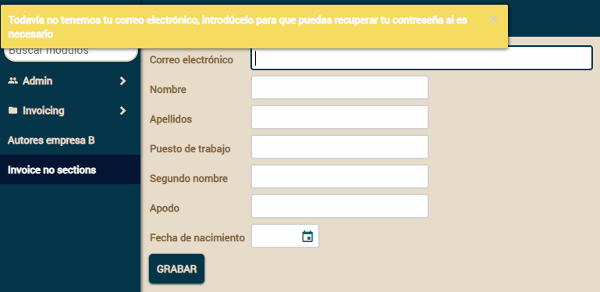 Todavía no tenemos tu correo electrónico, introdúcelo para que puedas recuperar tu contreseña si es
necesario
Buscar módulos
Admin
Invoicing
Autores empresa B
Invoice no sections
Correo electrónico
Nombre
Apellidos
Puesto de trabajo
Segundo nombre
Apodo
Fecha de nacimiento
GRABAR